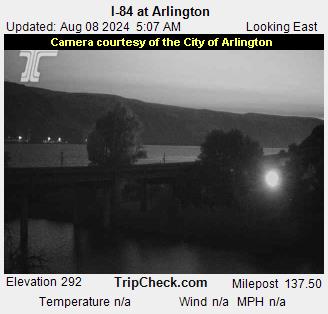 I-84 at Arlington
Updated: Aug 08 2024 5:07 AM Looking East
Camera courtesy of the City of Arlington
Elevation 292 TripCheck.com Milepost 137.50
Temperature n/a Wind n/a MPH n/a